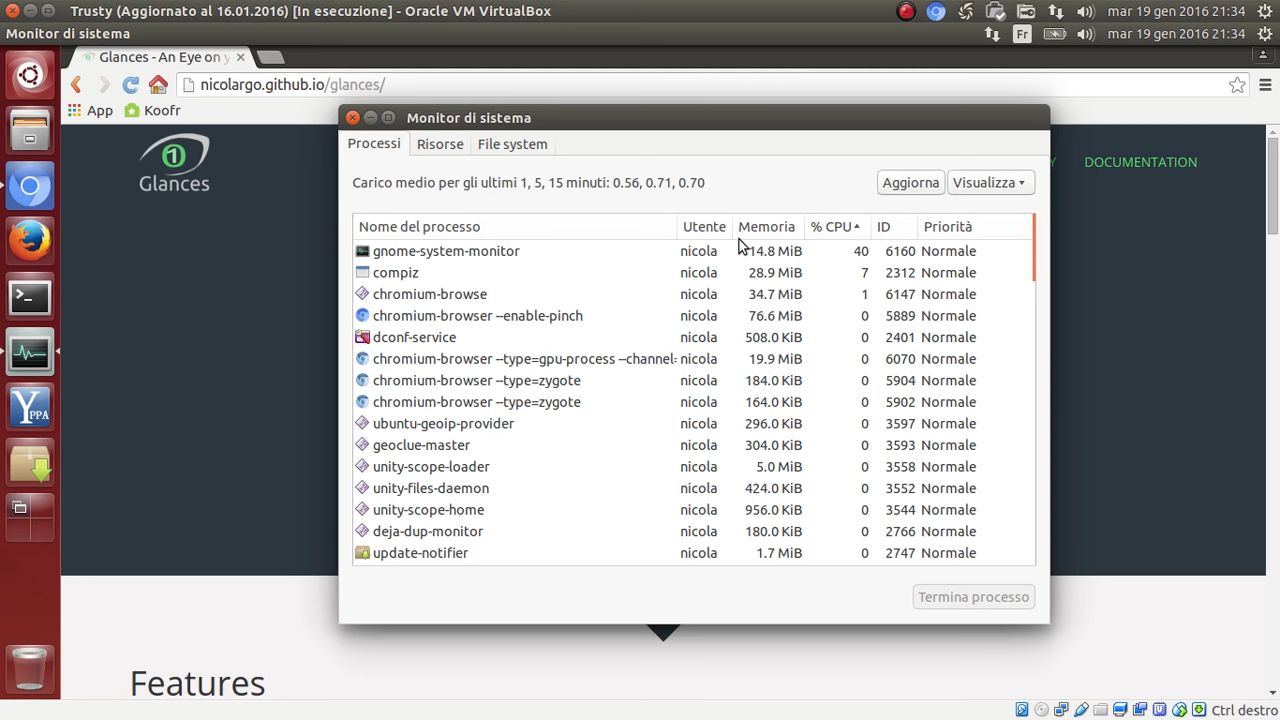 Trusty (Aggiornato al 16.01.2016) [In esecuzione] - Oracle VM VirtualBox
mar 19 gen 2016 21:34
Monitor di sistema
Fr
mar 19 gen 2016 21:34
Glances - An Eye on y
nicolargo.github.io/glances/
App
Koofr
Glances
Y
DOCUMENTATION
Monitor di sistema
Processi
Risorse
File system
Carico medio per gli ultimi 1, 5, 15 minuti: 0.56, 0.71, 0.70
Aggiorna
Visualizza
Nome del processo Utente Memoria % CPU ID Priorità
gnome-system-monitor nicola 14.8 MiB 40 6160 Normale
compiz nicola 28.9 MiB 7 2312 Normale
chromium-browse nicola 34.7 MiB 1 6147 Normale
chromium-browser --enable-pinch nicola 76.6 MiB 0 5889 Normale
dconf-service nicola 508.0 KiB 0 2401 Normale
chromium-browser --type=gpu-process --channel= nicola 19.9 MiB 0 6070 Normale
chromium-browser --type=zygote nicola 184.0 KiB 0 5904 Normale
chromium-browser --type=zygote nicola 164.0 KiB 0 5902 Normale
ubuntu-geoip-provider nicola 296.0 KiB 0 3597 Normale
geoclue-master nicola 304.0 KiB 0 3593 Normale
unity-scope-loader nicola 5.0 MiB 0 3558 Normale
unity-files-daemon nicola 424.0 KiB 0 3552 Normale
unity-scope-home nicola 956.0 KiB 0 3544 Normale
deja-dup-monitor nicola 180.0 KiB 0 2766 Normale
update-notifier nicola 1.7 MiB 0 2747 Normale
Termina processo
Y PPA
Features
Ctrl destro